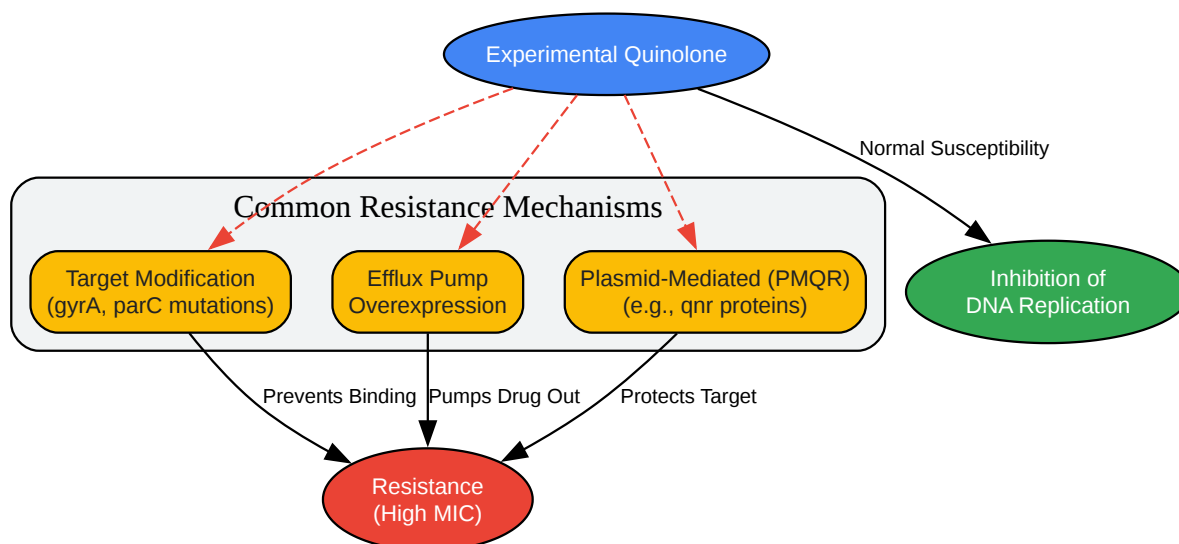 Experimental Quinolone
Normal Susceptibility
Common Resistance Mechanisms
Target Modification
(gyrA, parC mutations)
Efflux Pump
Overexpression
Plasmid-Mediated (PMQR)
(e.g., qnr proteins)
Inhibition of
DNA Replication
Prevents Binding
Pumps Drug Out
Protects Target
Resistance
(High MIC)